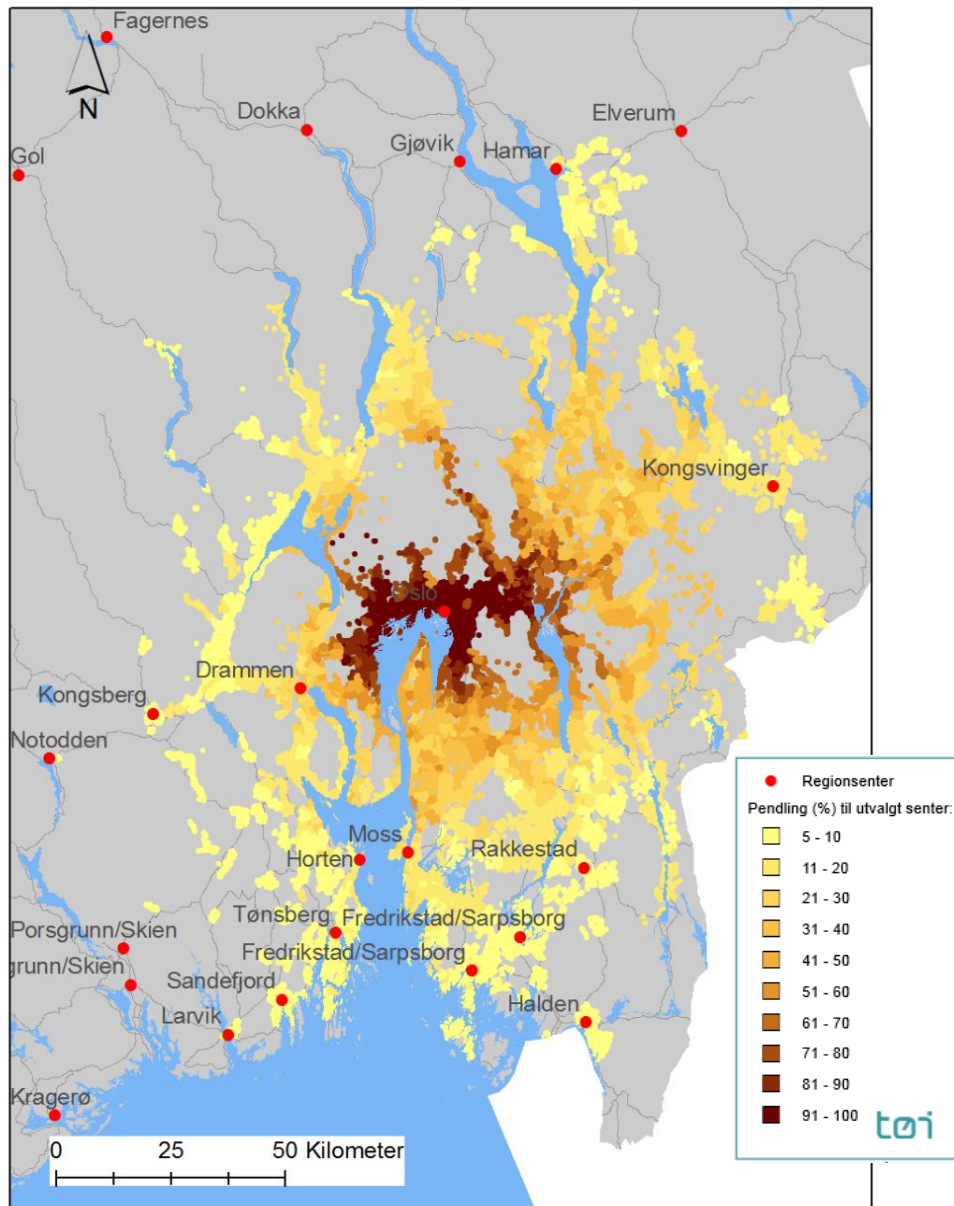 Fagernes
N
Dokka
Elverum
Gjøvik
Hamar
Gol
Kongsvinger
Oslo
Drammen
Kongsberg
Notodden
Moss
Horten
Rakkestad
Tønsberg
Fredrikstad/Sarpsborg
Porsgrunn/Skien
Fredrikstad/Sarpsborg
grunn/Skien
Sandefjord
Halden
Larvik
Kragerø
0 25 50 Kilometer
Regionsenter
Pendling (%) til utvalgt senter:
5 - 10
11 - 20
21 - 30
31 - 40
41 - 50
51 - 60
61 - 70
71 - 80
81 - 90
91 - 100
tøi